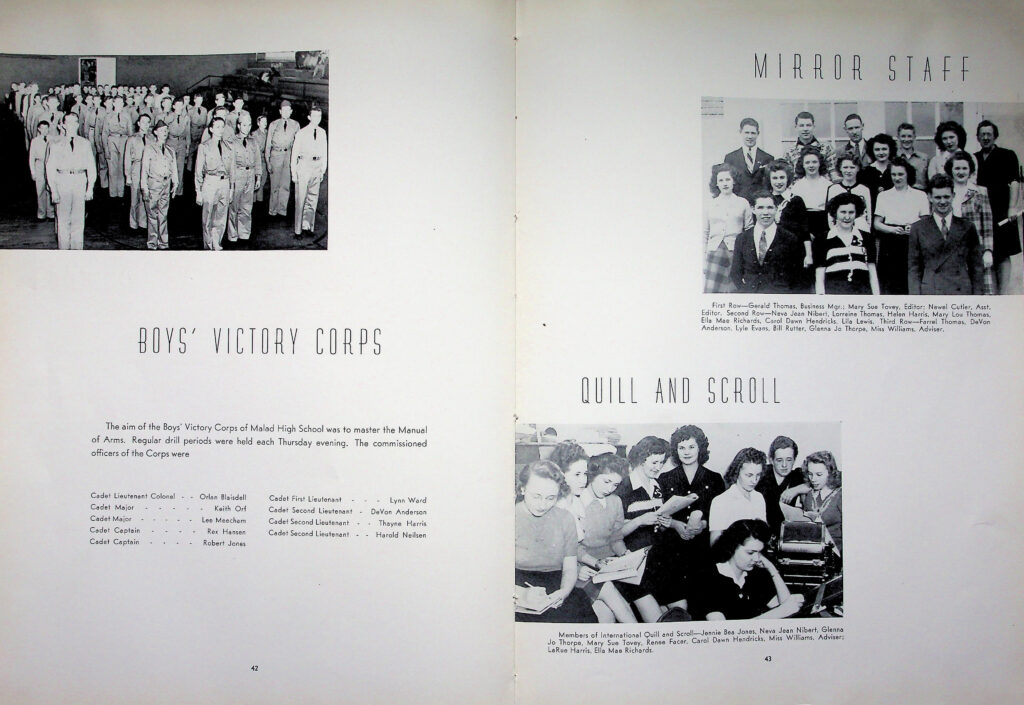 BOYS' VICTORY CORPS
The aim of the Boys' Victory Corps of Malad High School was to master the Manual
of Arms. Regular drill periods were held each Thursday evening. The commissioned
officers of the Corps were
Cadet Lieutenant Colonel - - Orlan Blaisdell
Cadet Major - - - - - Keith Orf
Cadet Major - - - - - Lee Meecham
Cadet Captain - - - - Rex Hansen
Cadet Captain - - - - Robert Jones
Cadet First Lieutenant - - - Lynn Ward
Cadet Second Lieutenant - DeVon Anderson
Cadet Second Lieutenant - - Thayne Harris
Cadet Second Lieutenant - - Harold Neilsen
42
MIRROR STAFF
First Row—Gerald Thomas, Business Mgr.; Mary Sue Tovey, Editor; Newel Cutler, Asst.
Editor. Second Row—Neva Jean Nibert, Lorraine Thomas, Helen Harris, Mary Lou Thomas,
Ella Mae Richards, Carol Dawn Hendricks, Lila Lewis. Third Row—Farrel Thomas, DeVon
Anderson, Lyle Evans, Bill Rutter, Glenna Jo Thorpe, Miss Williams, Adviser.
QUILL AND SCROLL
Members of International Quill and Scroll—Jennie Bea Jones, Neva Jean Nibert, Glenna
Jo Thorpe, Mary Sue Tovey, Renee Facer, Carol Dawn Hendricks, Miss Williams, Adviser;
LaRue Harris, Ella Mae Richards.
43